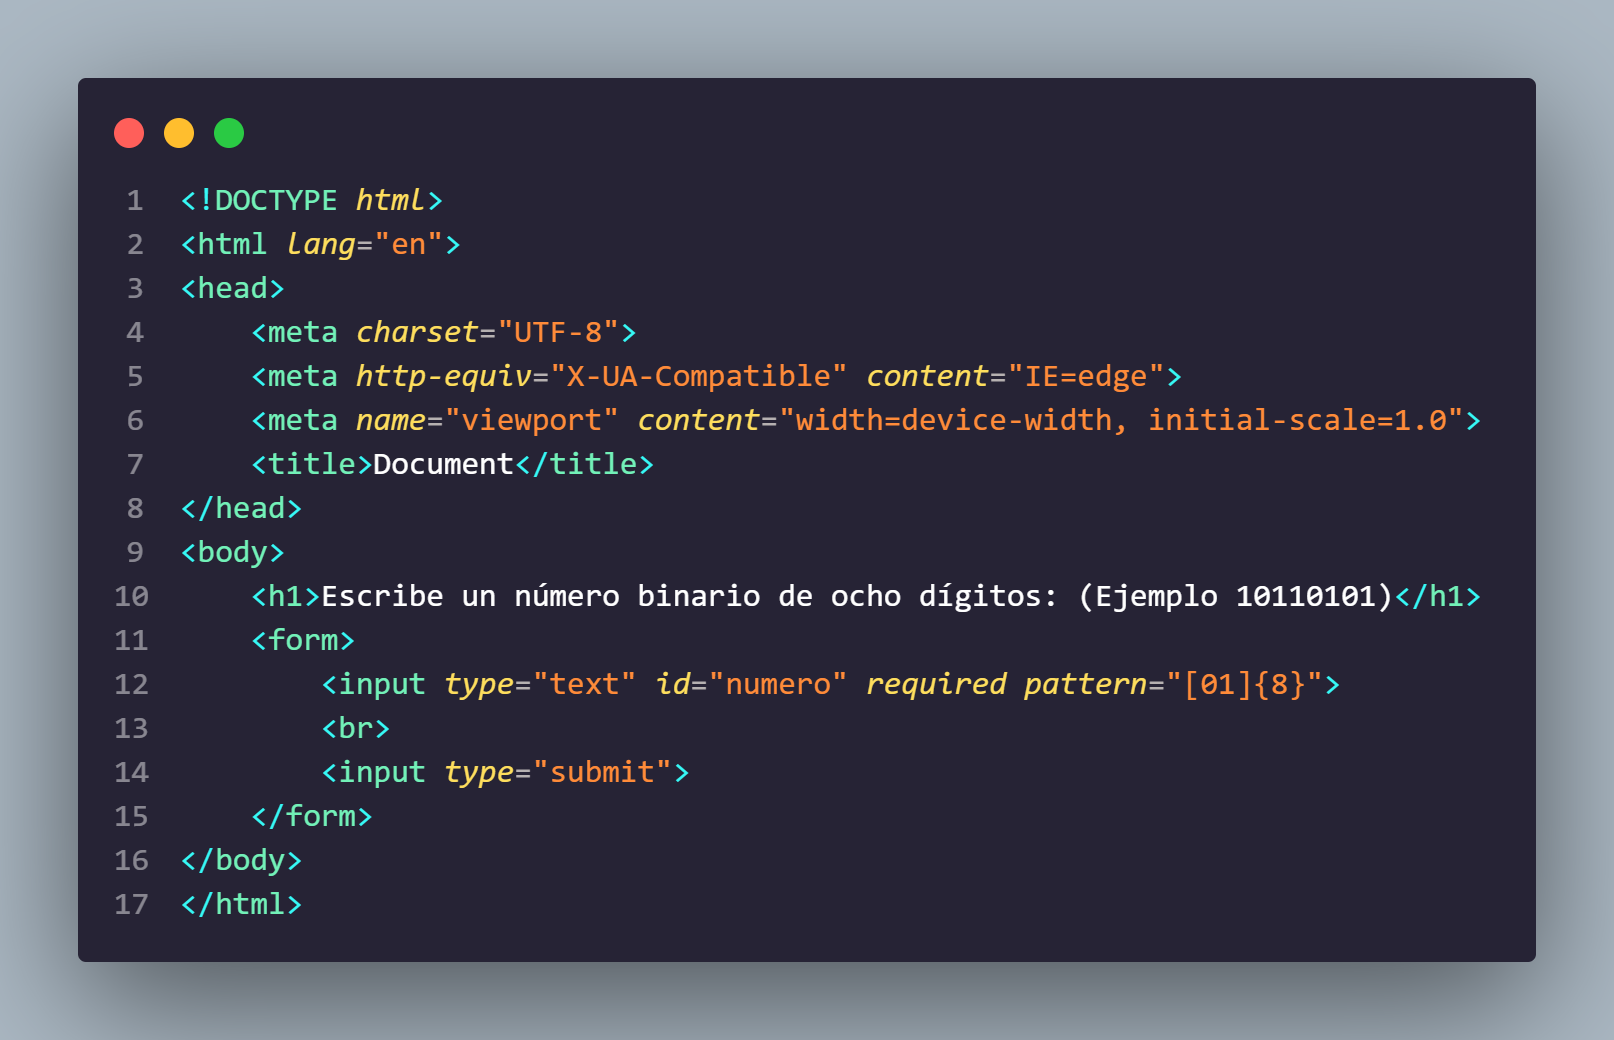 1 <!DOCTYPE html>
2 <html lang="en">
3 <head>
4     <meta charset="UTF-8">
5     <meta http-equiv="X-UA-Compatible" content="IE=edge">
6     <meta name="viewport" content="width=device-width, initial-scale=1.0">
7     <title>Document</title>
8 </head>
9 <body>
10     <h1>Escribe un número binario de ocho dígitos: (Ejemplo 10110101)</h1>
11     <form>
12         <input type="text" id="numero" required pattern="[01]{8}">
13         <br>
14         <input type="submit">
15     </form>
16 </body>
17 </html>